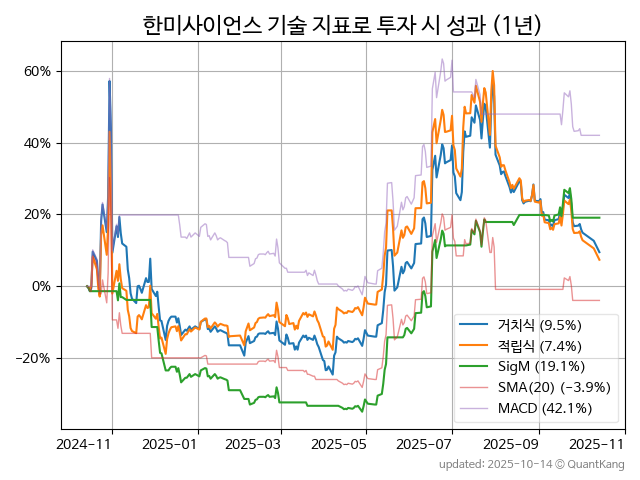 한미사이언스 기술 지표로 투자 시 성과 (1년)
60%
40%
20%
0%
−20%
거치식 (9.5%)
적립식 (7.4%)
SigM (19.1%)
SMA(20) (−3.9%)
MACD (42.1%)
2024-11 2025-01 2025-03 2025-05 2025-07 2025-09 2025-11
updated: 2025-10-14 © QuantKang